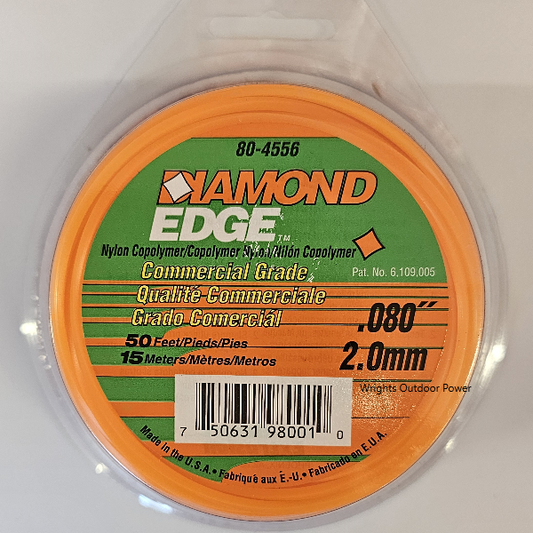 80-4556
DIAMOND
EDGE™
Nylon Copolymer/Copolymer Nylon/Nilón Copolymer
Commercial Grade
Pat. No. 6,109,005
Qualité Commerciale
Grado Comerciál
.080"
50 Feet/Pieds/Pies
15 Meters/Mètres/Metros
2.0mm
Wrights Outdoor Power
7 50631 98001 0
Made in the U.S.A. • Fabriqué aux E.-U. • Fabricado en E.U.A.